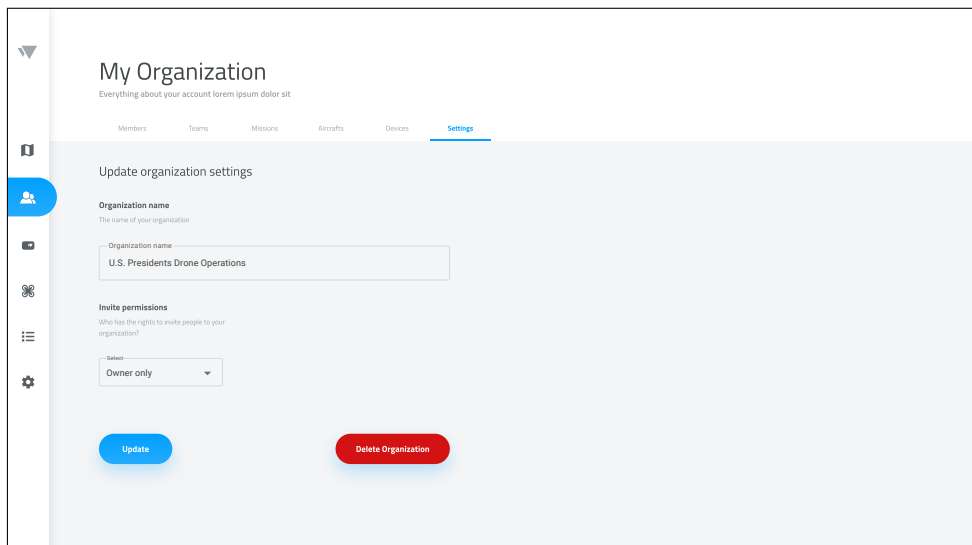 My Organization
Everything about your account lorem ipsum dolor sit
Members Teams Missions Aircrafts Devices Settings
Update organization settings
Organization name
The name of your organization
Organization name
U.S. Presidents Drone Operations
Invite permissions
Who has the rights to invite people to your
organization?
Select
Owner only
Update Delete Organization